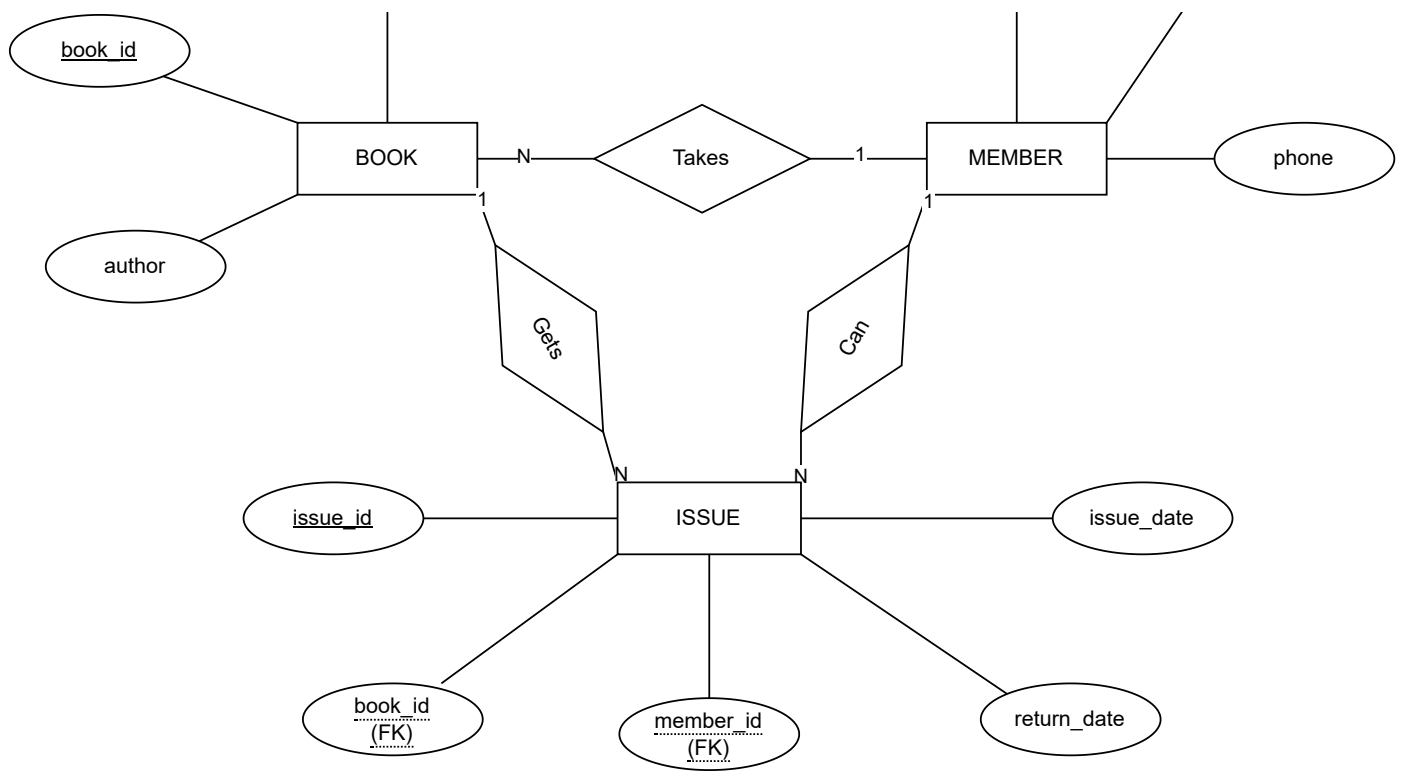 book_id
BOOK
N
Takes
1
MEMBER
phone
1
1
author
Gets
Can
N
N
issue_id
ISSUE
issue_date
book_id
(FK)
member_id
(FK)
return_date